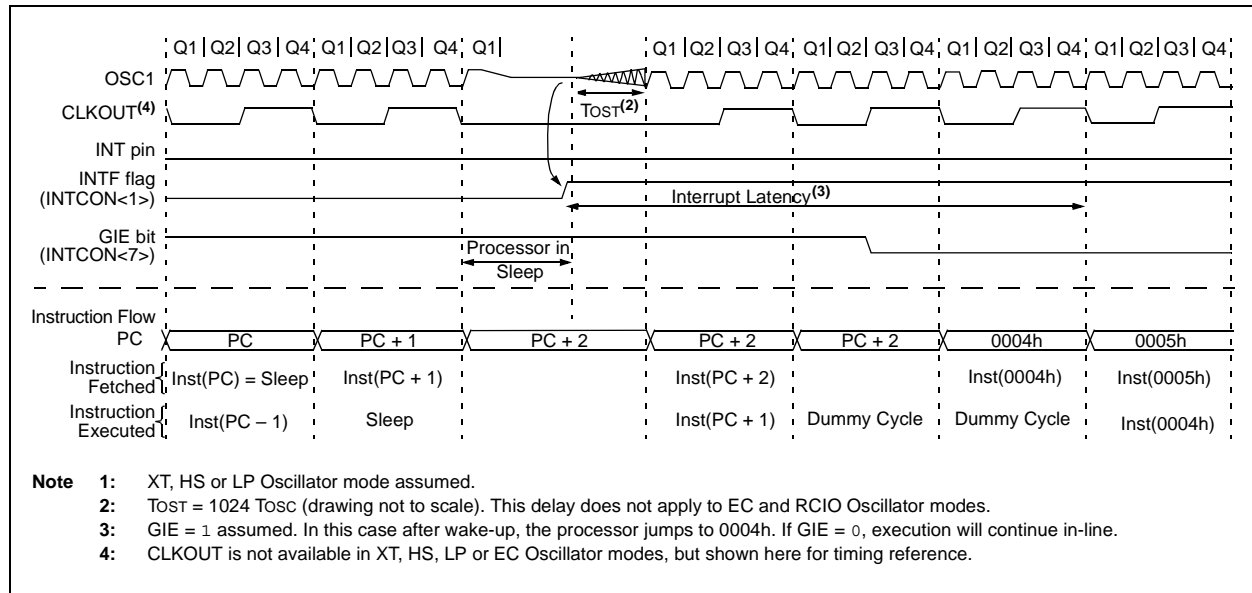 Q1 Q2 Q3 Q4 Q1 Q2 Q3 Q4 Q1 Q1 Q2 Q3 Q4 Q1 Q2 Q3 Q4 Q1 Q2 Q3 Q4 Q1 Q2 Q3 Q4
OSC1
TOST(2)
CLKOUT(4)
INT pin
INTF flag
(INTCON<1>)
Interrupt Latency(3)
GIE bit
(INTCON<7>)
Processor in
Sleep
Instruction Flow
PC PC PC + 1 PC + 2 PC + 2 PC + 2 0004h 0005h
Instruction
Fetched
Inst(PC) = Sleep Inst(PC + 1) Inst(PC + 2) Inst(0004h) Inst(0005h)
Instruction
Executed
Inst(PC – 1) Sleep Inst(PC + 1) Dummy Cycle Dummy Cycle Inst(0004h)
Note 1: XT, HS or LP Oscillator mode assumed.
2: TOST = 1024 TOSC (drawing not to scale). This delay does not apply to EC and RCIO Oscillator modes.
3: GIE = 1 assumed. In this case after wake-up, the processor jumps to 0004h. If GIE = 0, execution will continue in-line.
4: CLKOUT is not available in XT, HS, LP or EC Oscillator modes, but shown here for timing reference.